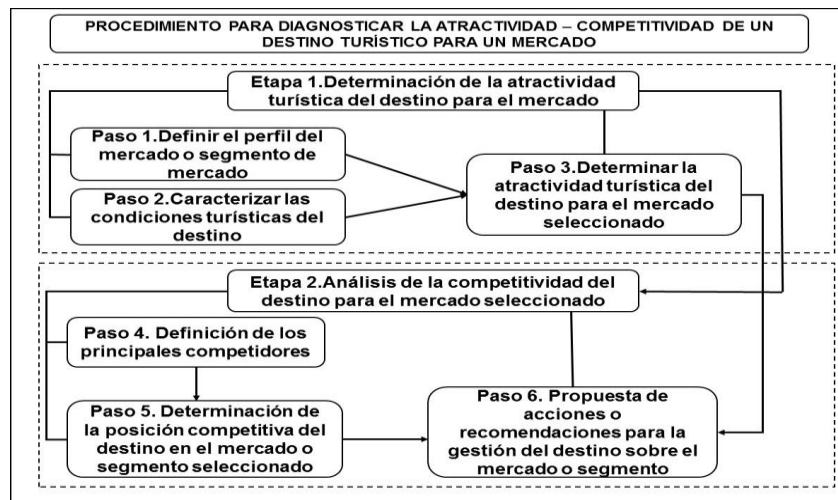 PROCEDIMIENTO PARA DIAGNOSTICAR LA ATRACTIVIDAD – COMPETITIVIDAD DE UN
DESTINO TURÍSTICO PARA UN MERCADO
Etapa 1.Determinación de la atractividad
turística del destino para el mercado
Paso 1.Definir el perfil del
mercado o segmento de
mercado
Paso 2.Caracterizar las
condiciones turísticas del
destino
Paso 3.Determinar la
atractividad turística del
destino para el mercado
seleccionado
Etapa 2.Análisis de la competitividad del
destino para el mercado seleccionado
Paso 4. Definición de los
principales competidores
Paso 5. Determinación de
la posición competitiva del
destino en el mercado o
segmento seleccionado
Paso 6. Propuesta de
acciones o
recomendaciones para la
gestión del destino sobre el
mercado o segmento